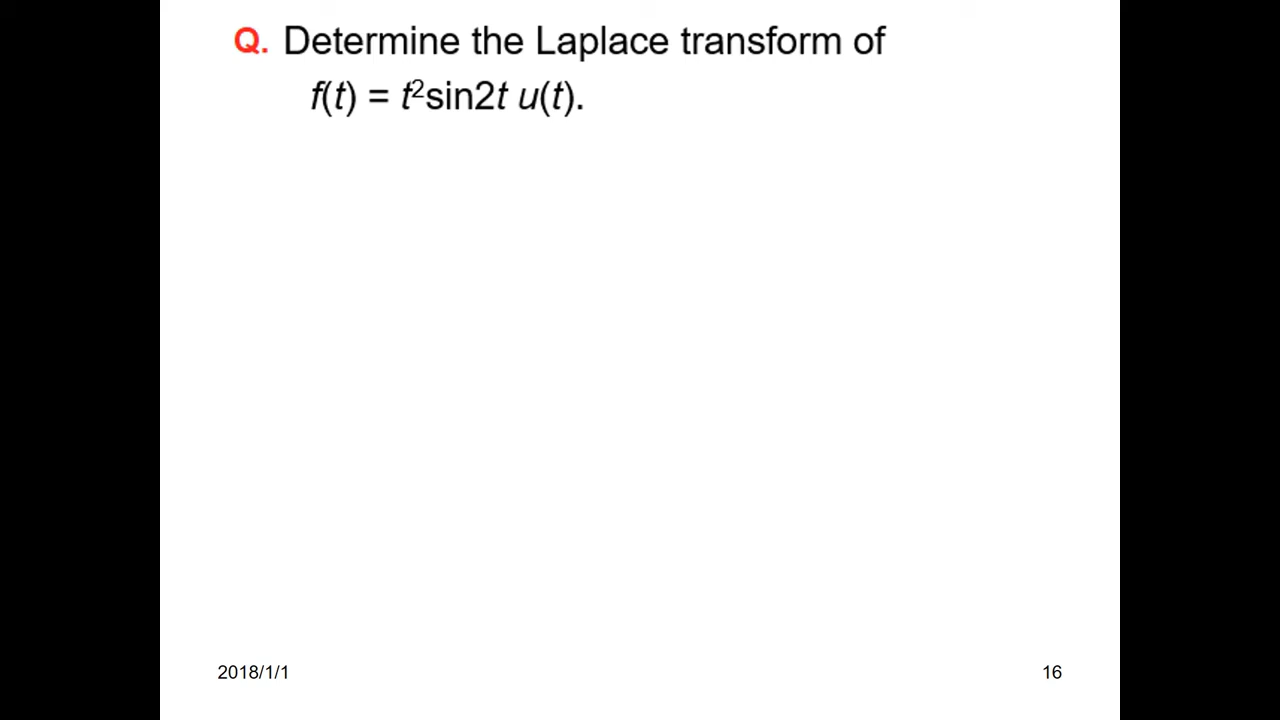 Q. Determine the Laplace transform of
f(t) = t²sin2t u(t).
2018/1/1
16